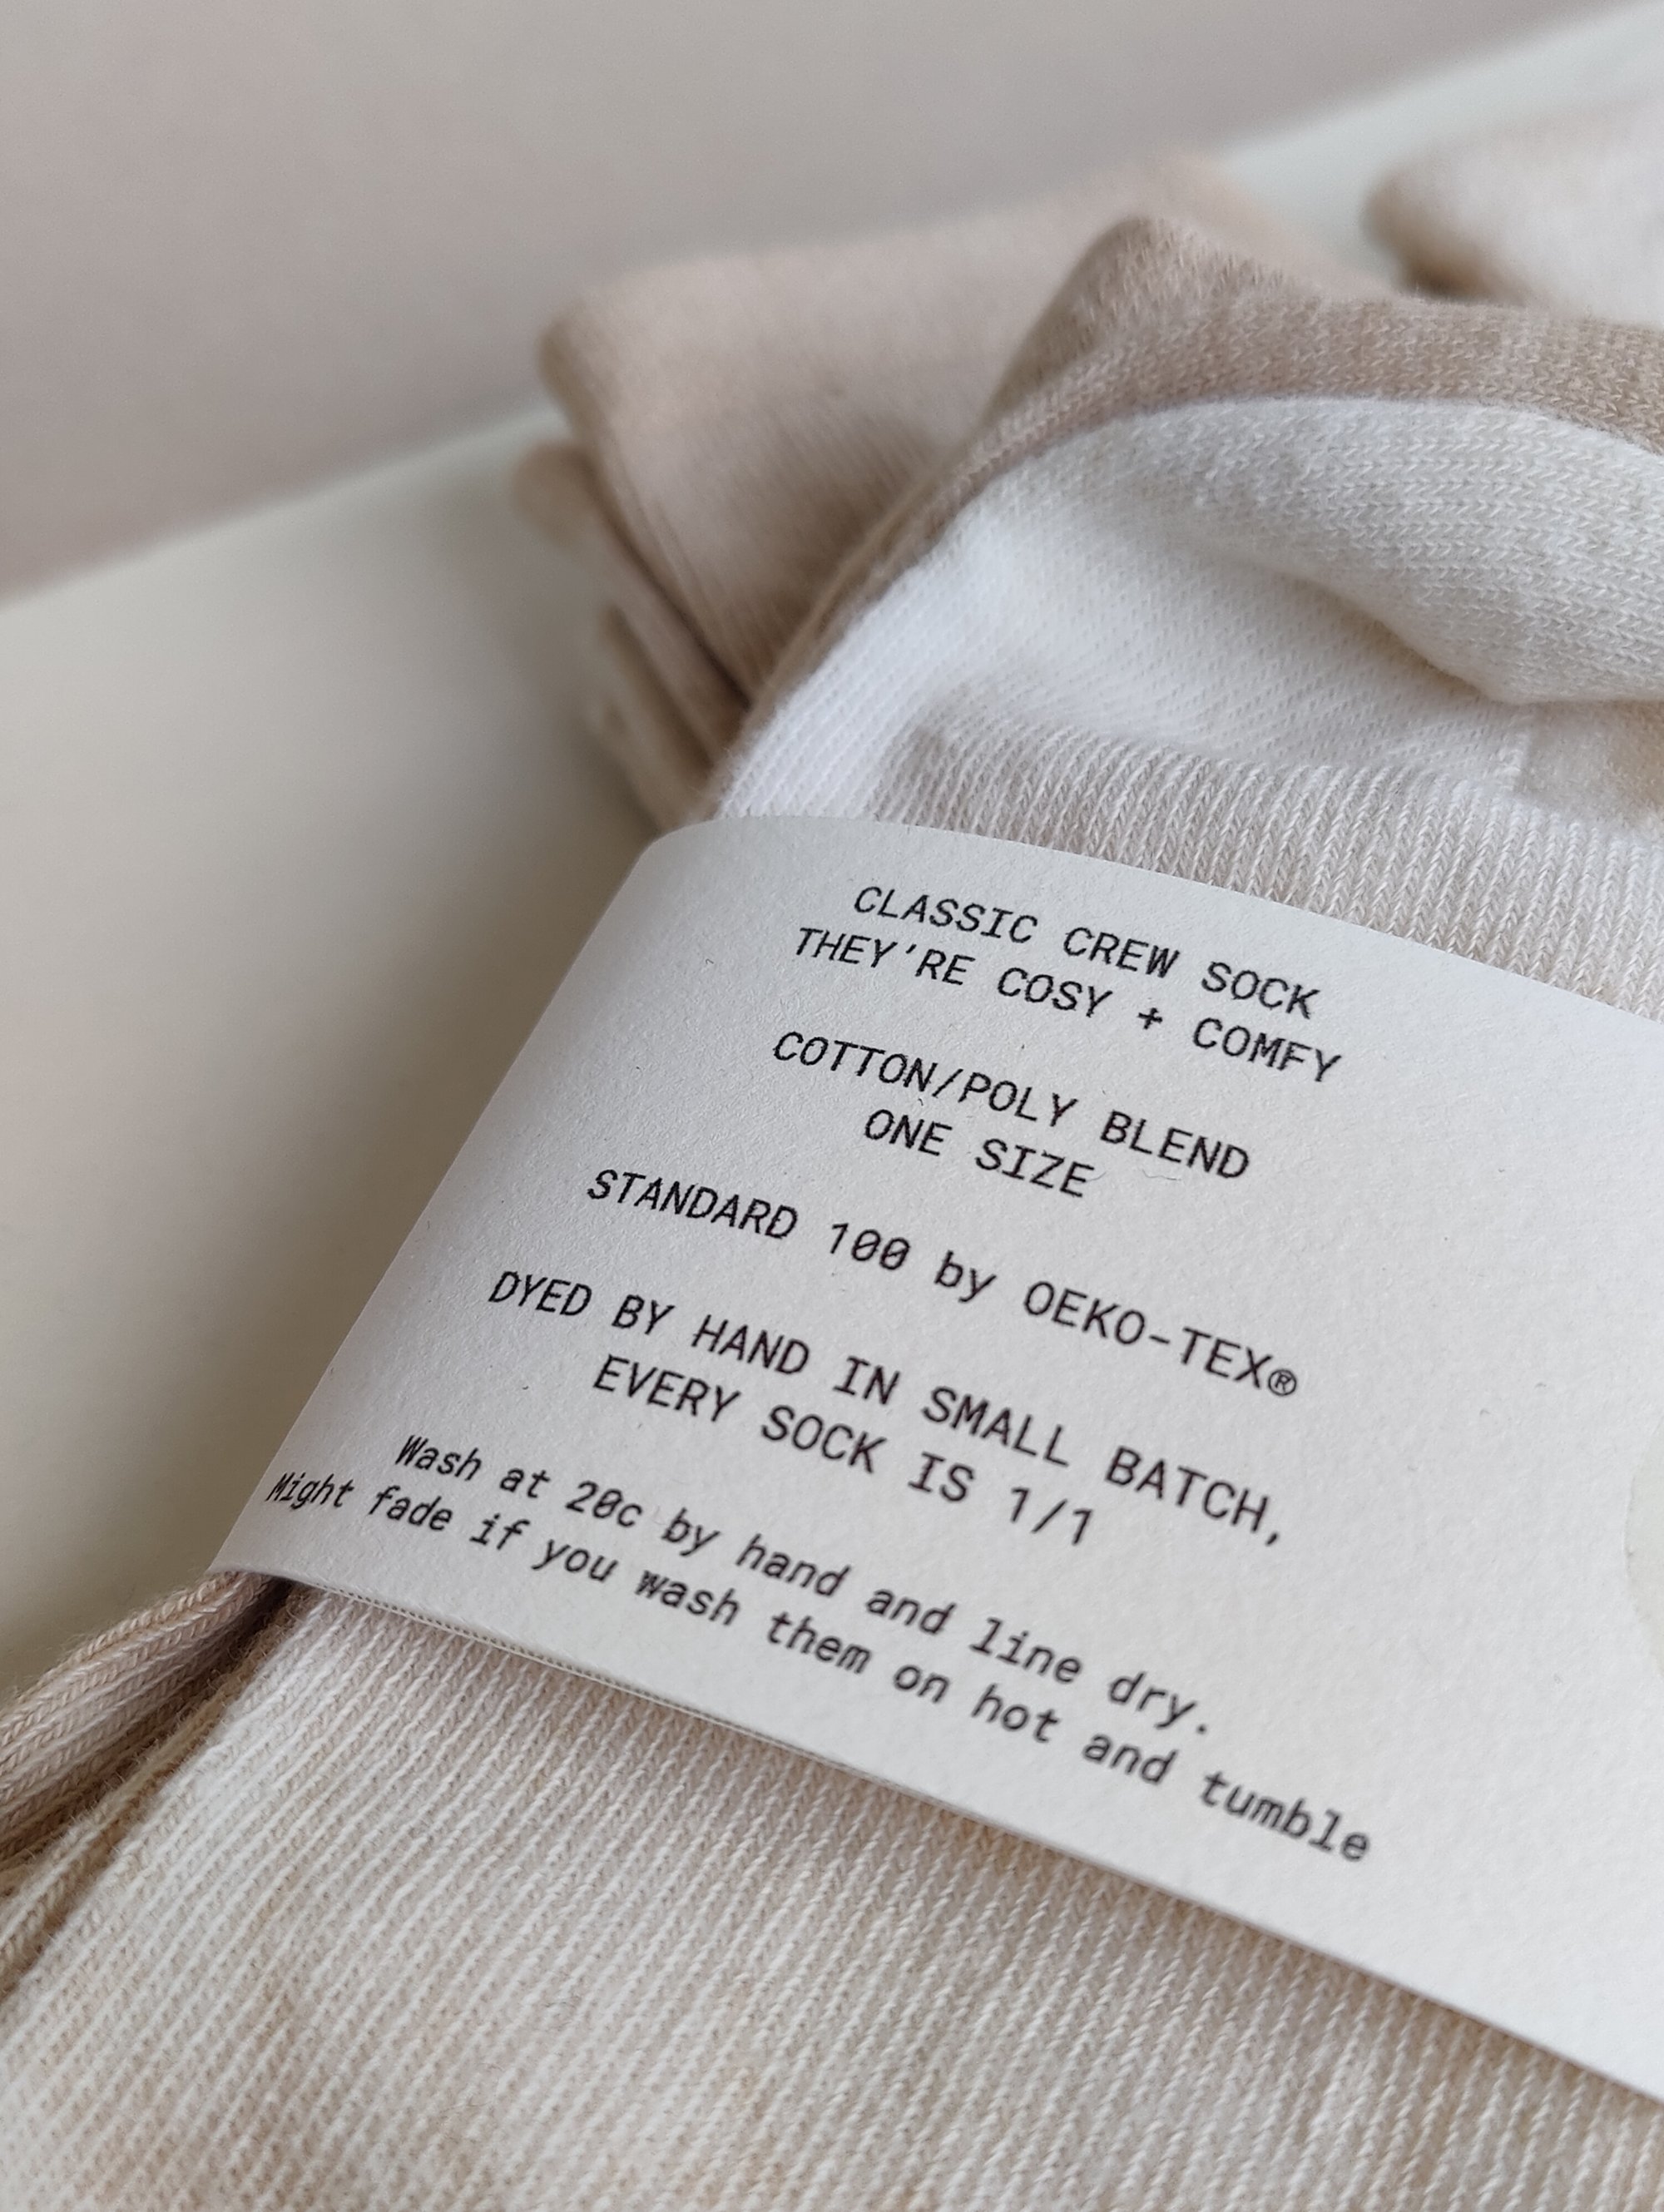 CLASSIC CREW SOCK
THEY'RE COSY + COMFY
COTTON/POLY BLEND
ONE SIZE
STANDARD 100 by OEKO-TEX®
DYED BY HAND IN SMALL BATCH,
EVERY SOCK IS 1/1
Wash at 20c by hand and line dry.
Might fade if you wash them on hot and tumble